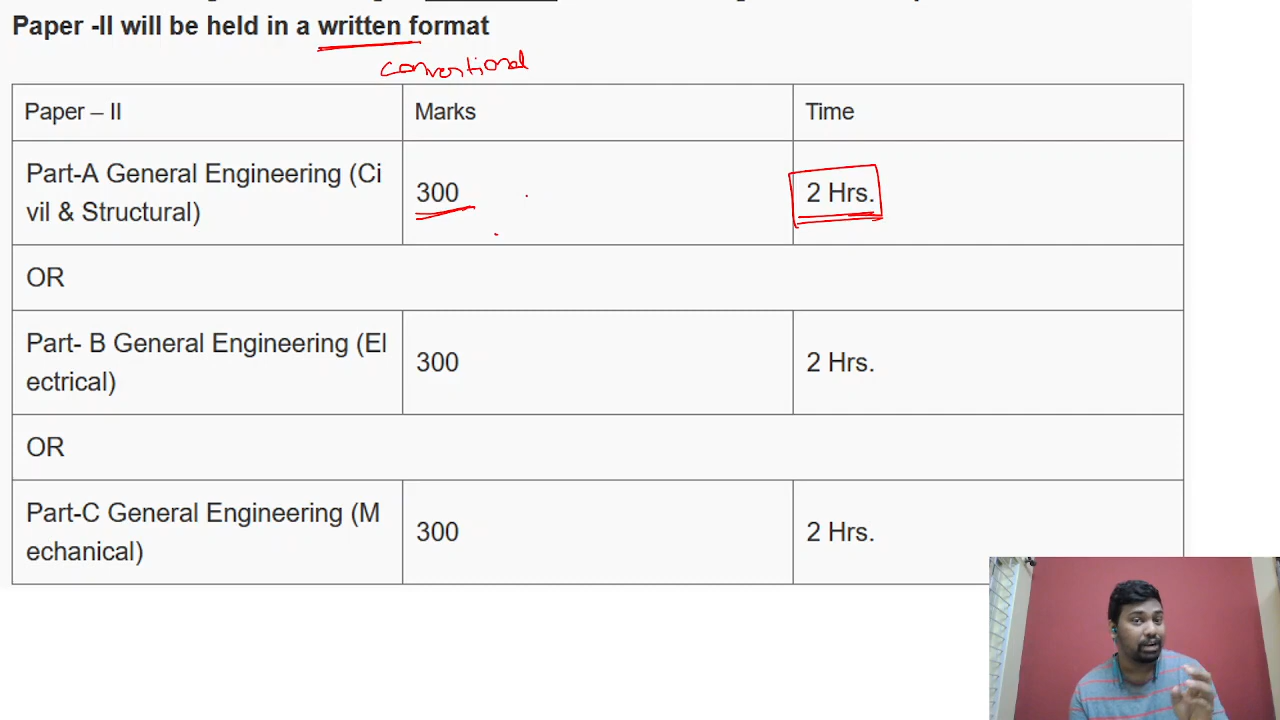 Paper -II will be held in a written format
conventional
Paper – II Marks Time
Part-A General Engineering (Ci
vil & Structural) 300 2 Hrs.
OR
Part- B General Engineering (El
ectrical) 300 2 Hrs.
OR
Part-C General Engineering (M
echanical) 300 2 Hrs.